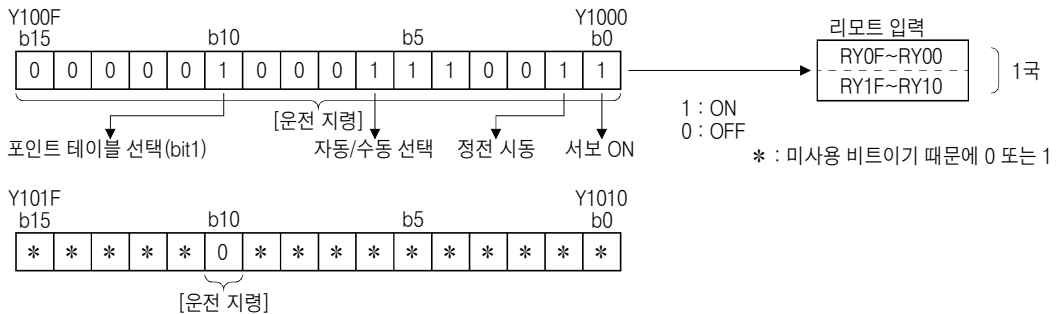 Y100F Y1000
b15 b10 b5 b0
0 0 0 0 0 1 0 0 0 1 1 1 0 0 1 1
[운전 지령]
포인트 테이블 선택(bit1) 자동/수동 선택 정전 시동 서보 ON
리모트 입력
RY0F~RY00
RY1F~RY10
1국
1 : ON
0 : OFF
* : 미사용 비트이기 때문에 0 또는 1
Y101F Y1010
b15 b10 b5 b0
* * * * * 0 * * * * * * * * * *
[운전 지령]